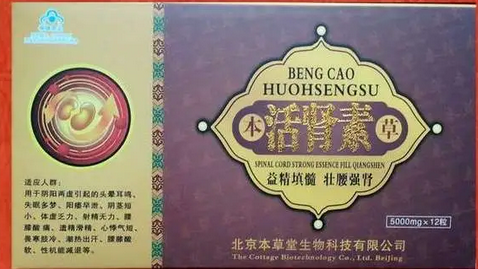 适应人群:
用于阴阳两虚引起的头晕耳鸣、
失眠多梦、阳痿早泄、阴茎短
小、体虚乏力、射精无力、腰
膝酸痛、遗精滑精、心悸气短、
畏寒肢冷、潮热出汗、腰膝酸
软、性机能减退等。
BENG CAO
HUOHSENGSU
本 活肾素 草
SPINAL CORD STRONG ESSENCE FILL QIANGSHEN
益精填髓 壮腰强肾
5000mg×12粒
北京本草堂生物科技有限公司
The Cottage Biotechnology Co., Ltd. Beijing